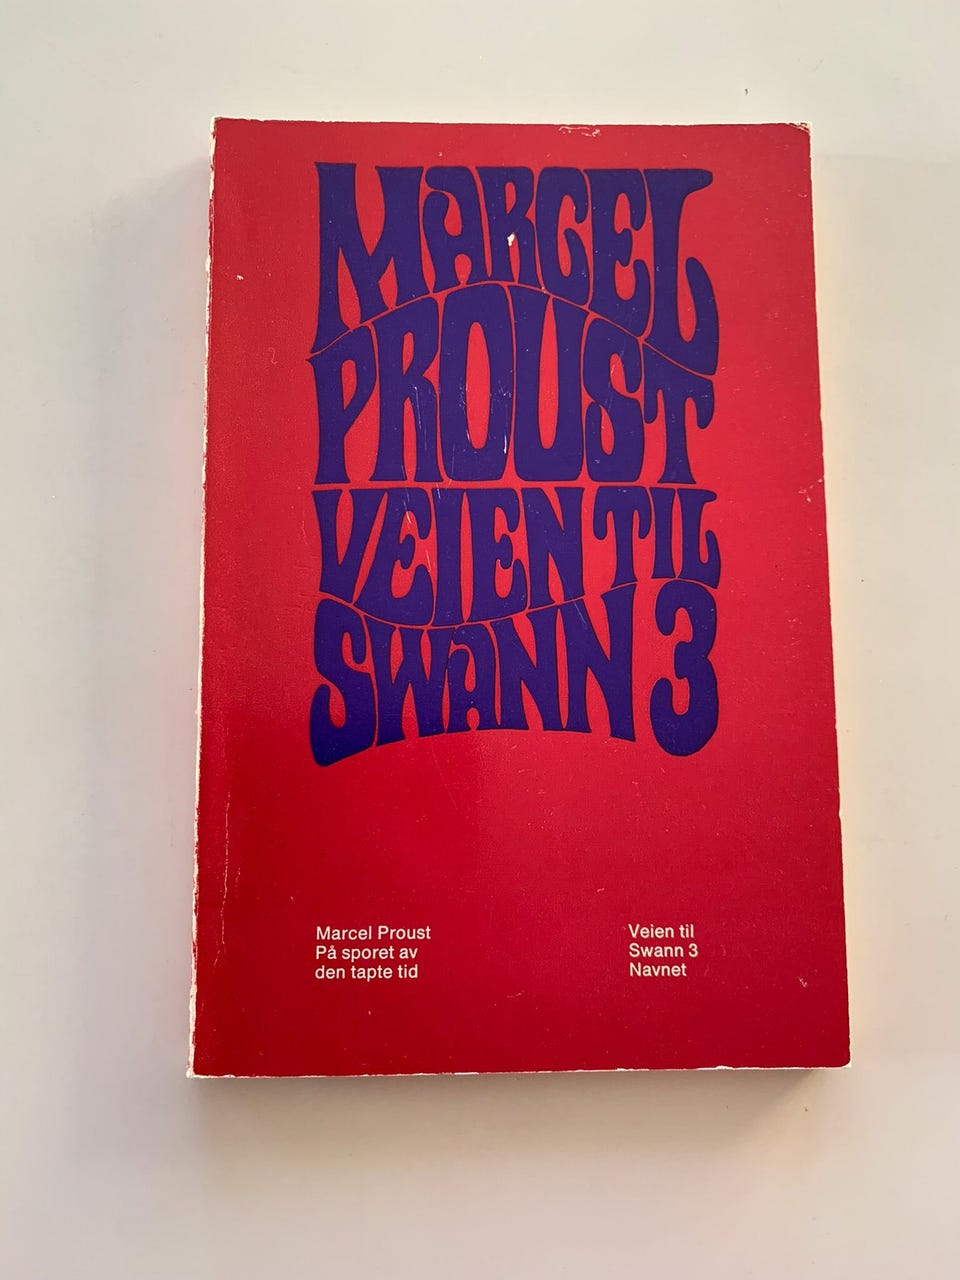 MARCEL
PROUST
VEIEN TIL
SWANN 3
Marcel Proust
På sporet av
den tapte tid
Veien til
Swann 3
Navnet